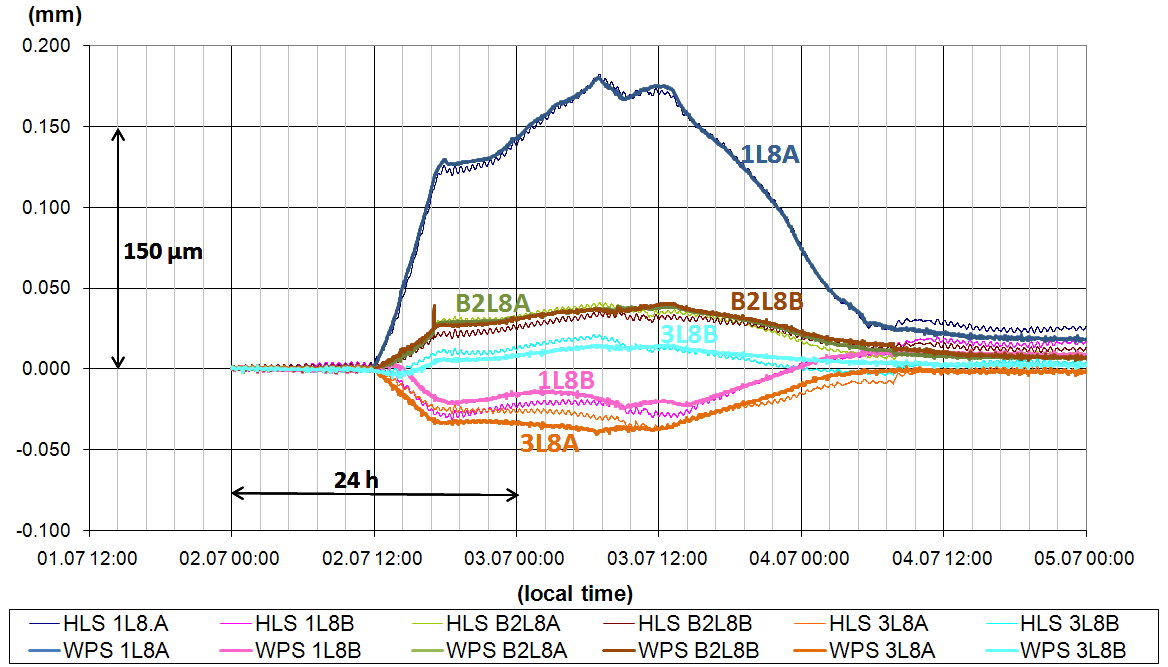 (mm)
0.200
0.150
1L8A
0.100
150 µm
0.050
B2L8A B2L8B
3L8B
0.000
1L8B
3L8A
-0.050
24 h
-0.100
01.07 12:00 02.07 00:00 02.07 12:00 03.07 00:00 03.07 12:00 04.07 00:00 04.07 12:00 05.07 00:00
(local time)
HLS 1L8.A HLS 1L8B HLS B2L8A HLS B2L8B HLS 3L8A HLS 3L8B
WPS 1L8A WPS 1L8B WPS B2L8A WPS B2L8B WPS 3L8A WPS 3L8B